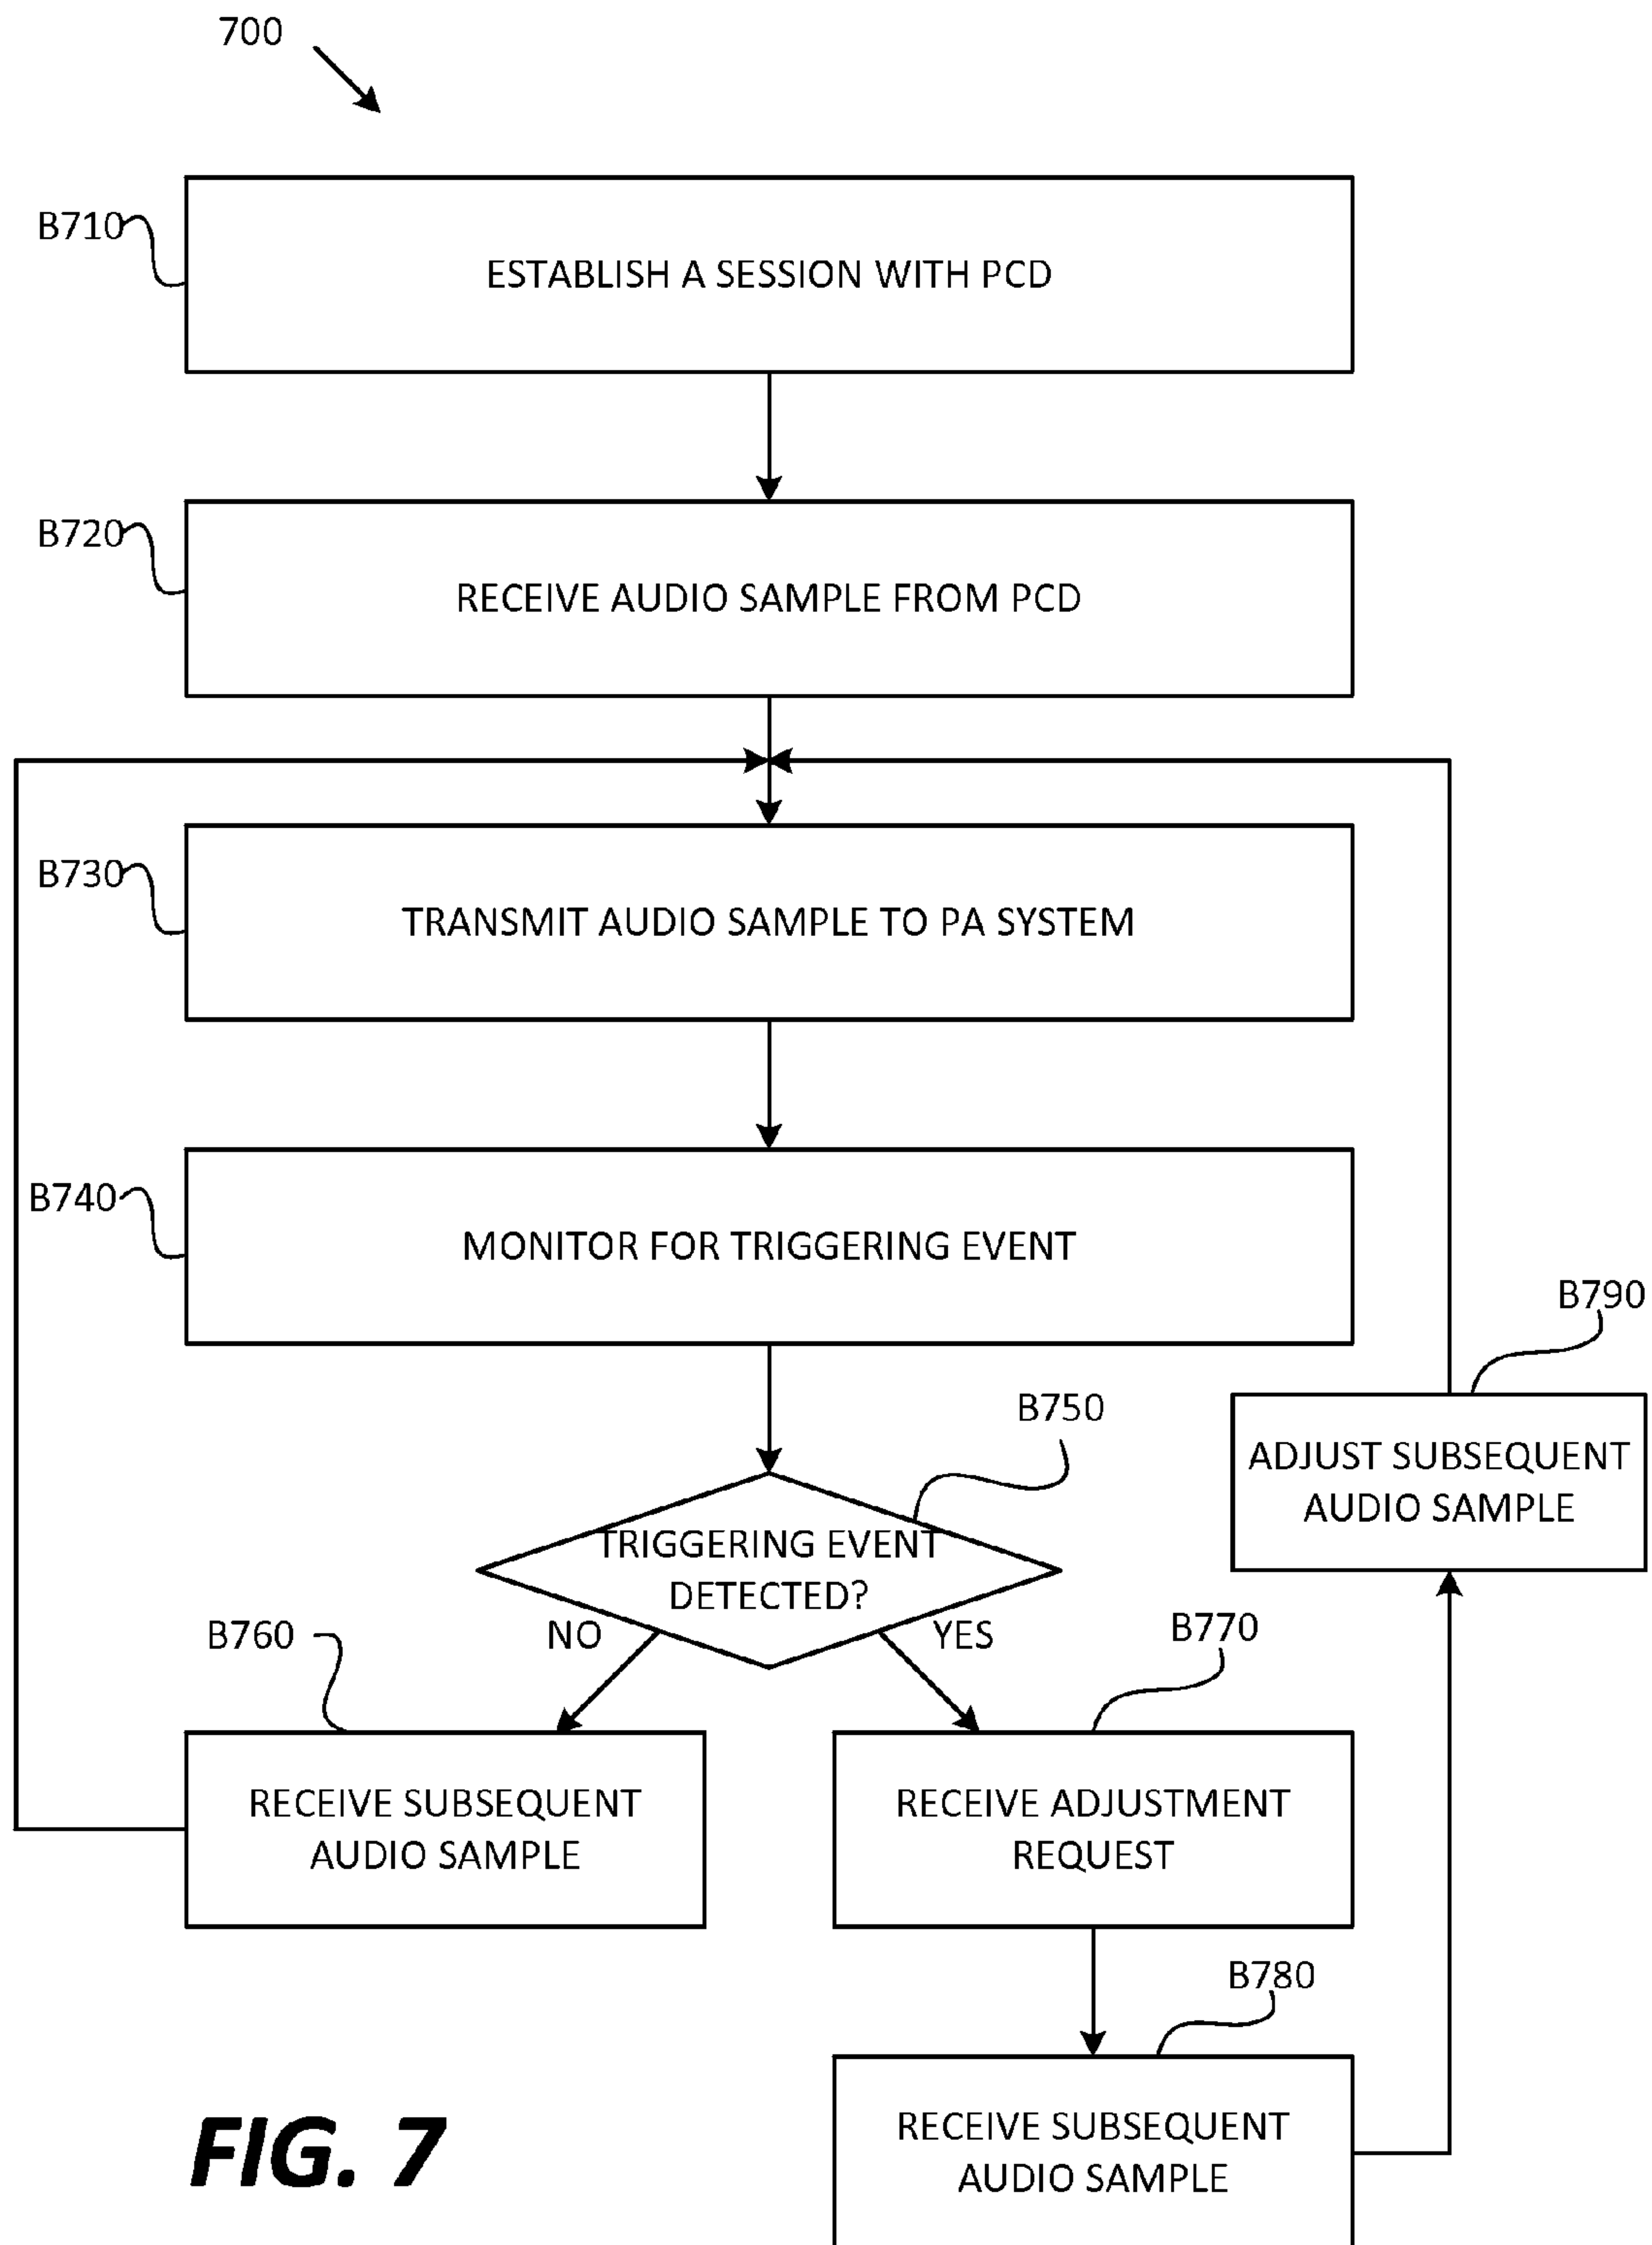 700
B710
ESTABLISH A SESSION WITH PCD
B720
RECEIVE AUDIO SAMPLE FROM PCD
B730
TRANSMIT AUDIO SAMPLE TO PA SYSTEM
B740
MONITOR FOR TRIGGERING EVENT
B790
ADJUST SUBSEQUENT
AUDIO SAMPLE
B750
TRIGGERING EVENT
DETECTED?
NO
YES
B760
RECEIVE SUBSEQUENT
AUDIO SAMPLE
B770
RECEIVE ADJUSTMENT
REQUEST
B780
RECEIVE SUBSEQUENT
AUDIO SAMPLE
FIG. 7